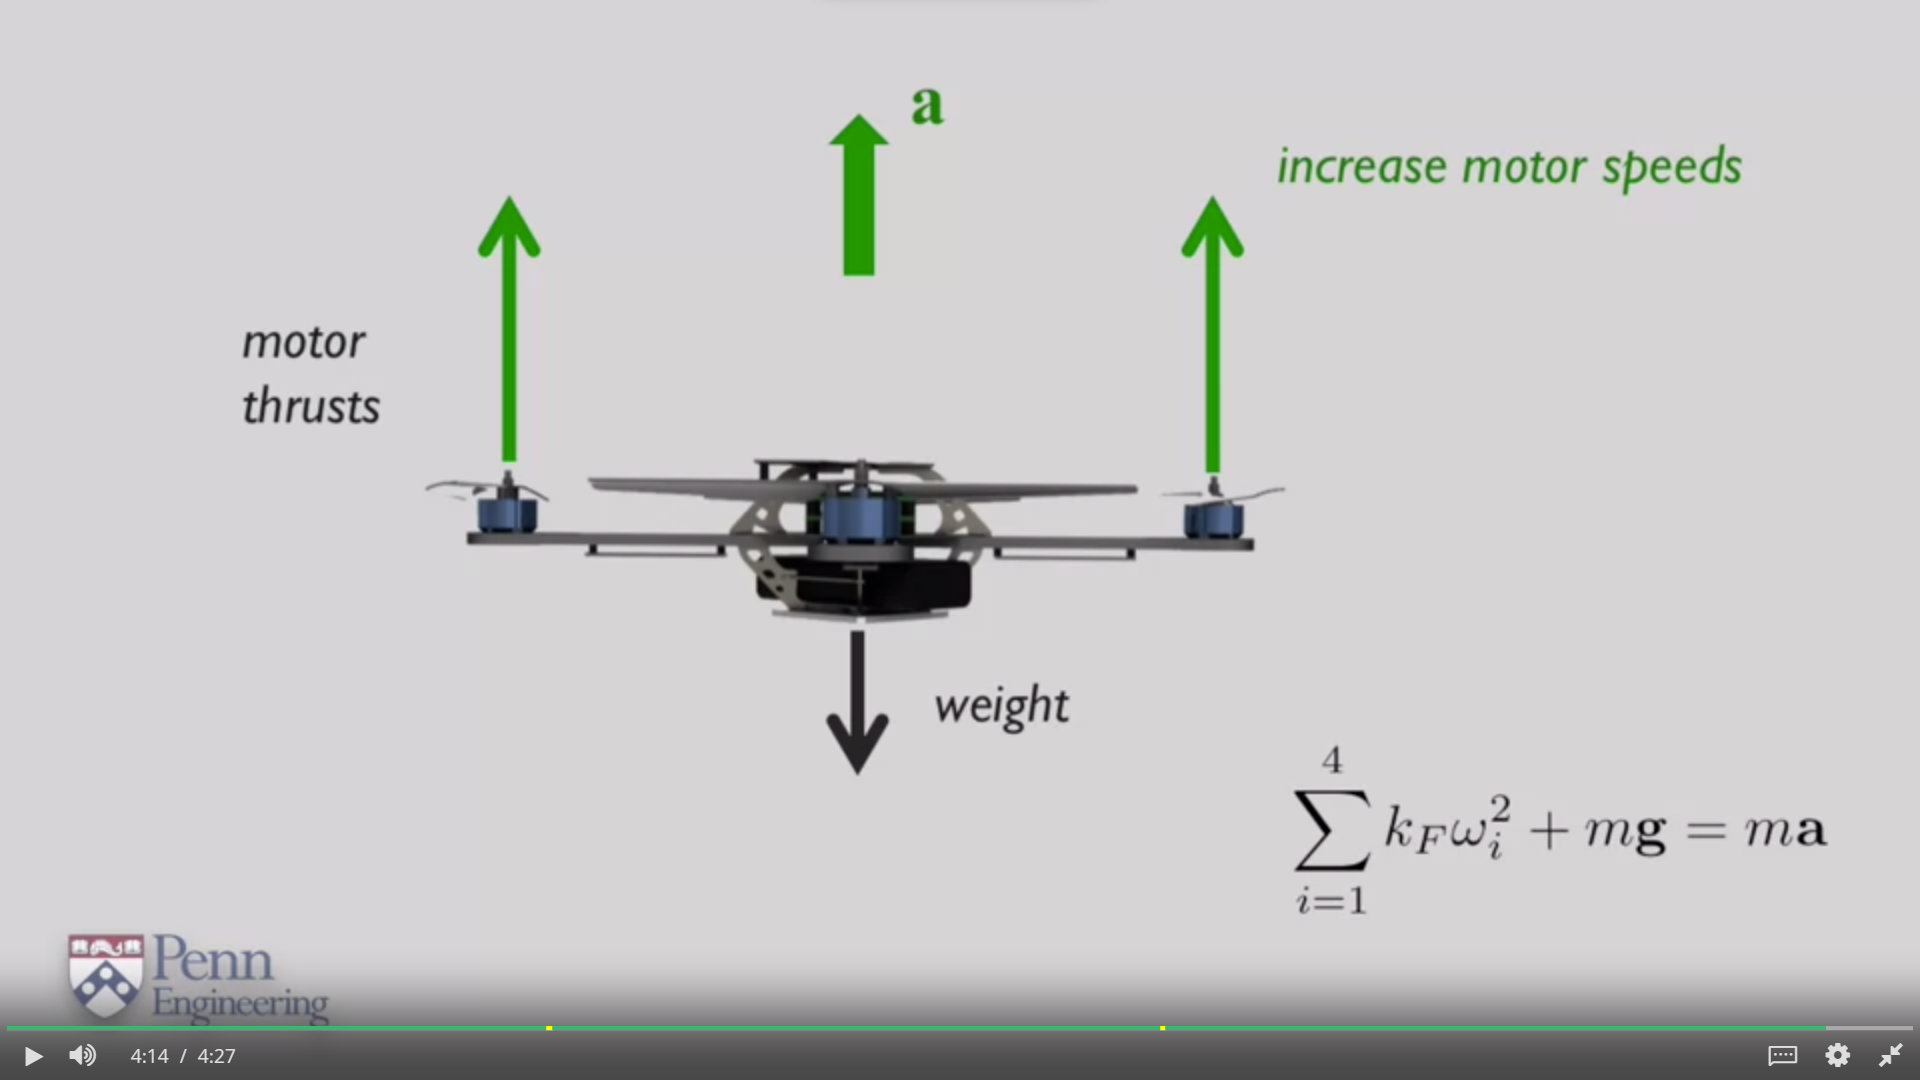 a
increase motor speeds
motor
thrusts
weight
4
∑ k_F ω_i^2 + mg = ma
i=1
Penn
Engineering
4:14 / 4:27